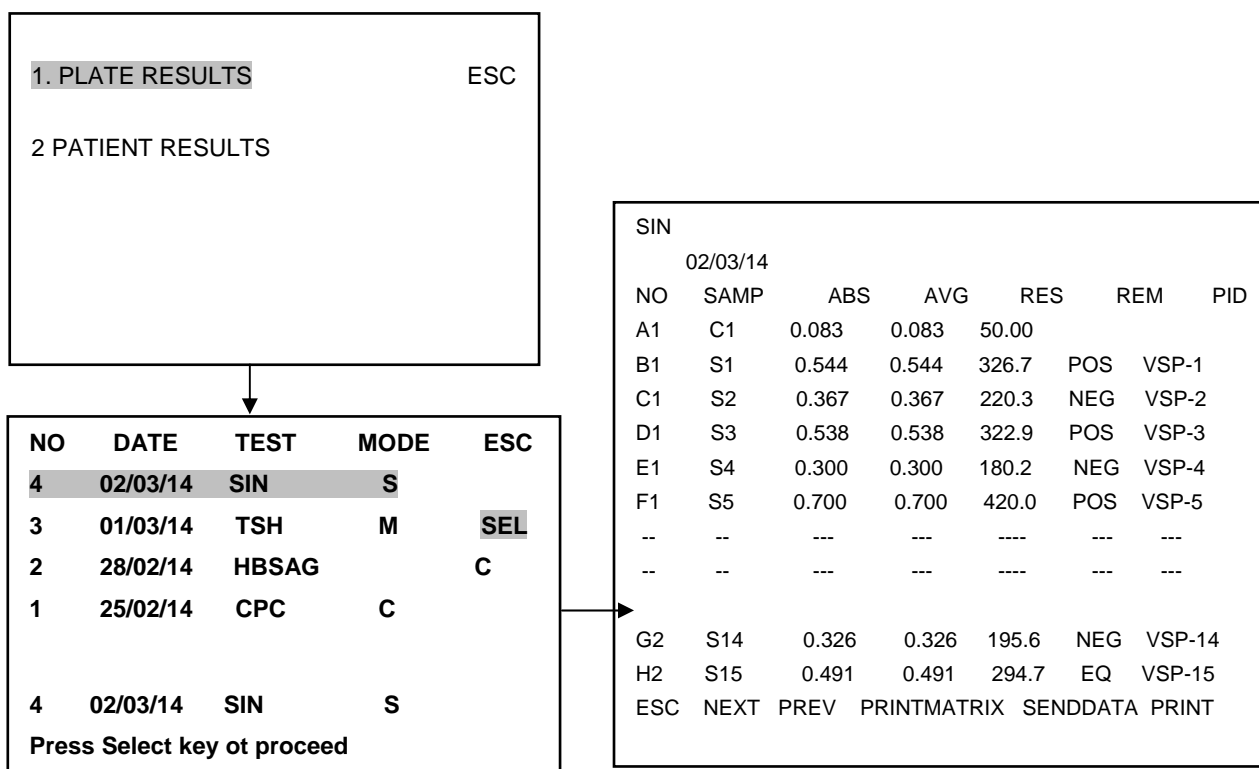 1. PLATE RESULTS ESC
2 PATIENT RESULTS
NO DATE TEST MODE ESC
4 02/03/14 SIN S
3 01/03/14 TSH M SEL
2 28/02/14 HBSAG C
1 25/02/14 CPC C
4 02/03/14 SIN S
Press Select key ot proceed
SIN
02/03/14
NO SAMP ABS AVG RES REM PID
A1 C1 0.083 0.083 50.00
B1 S1 0.544 0.544 326.7 POS VSP-1
C1 S2 0.367 0.367 220.3 NEG VSP-2
D1 S3 0.538 0.538 322.9 POS VSP-3
E1 S4 0.300 0.300 180.2 NEG VSP-4
F1 S5 0.700 0.700 420.0 POS VSP-5
-- -- --- --- ---- --- ---
-- -- --- --- ---- --- ---
G2 S14 0.326 0.326 195.6 NEG VSP-14
H2 S15 0.491 0.491 294.7 EQ VSP-15
ESC NEXT PREV PRINTMATRIX SENDDATA PRINT